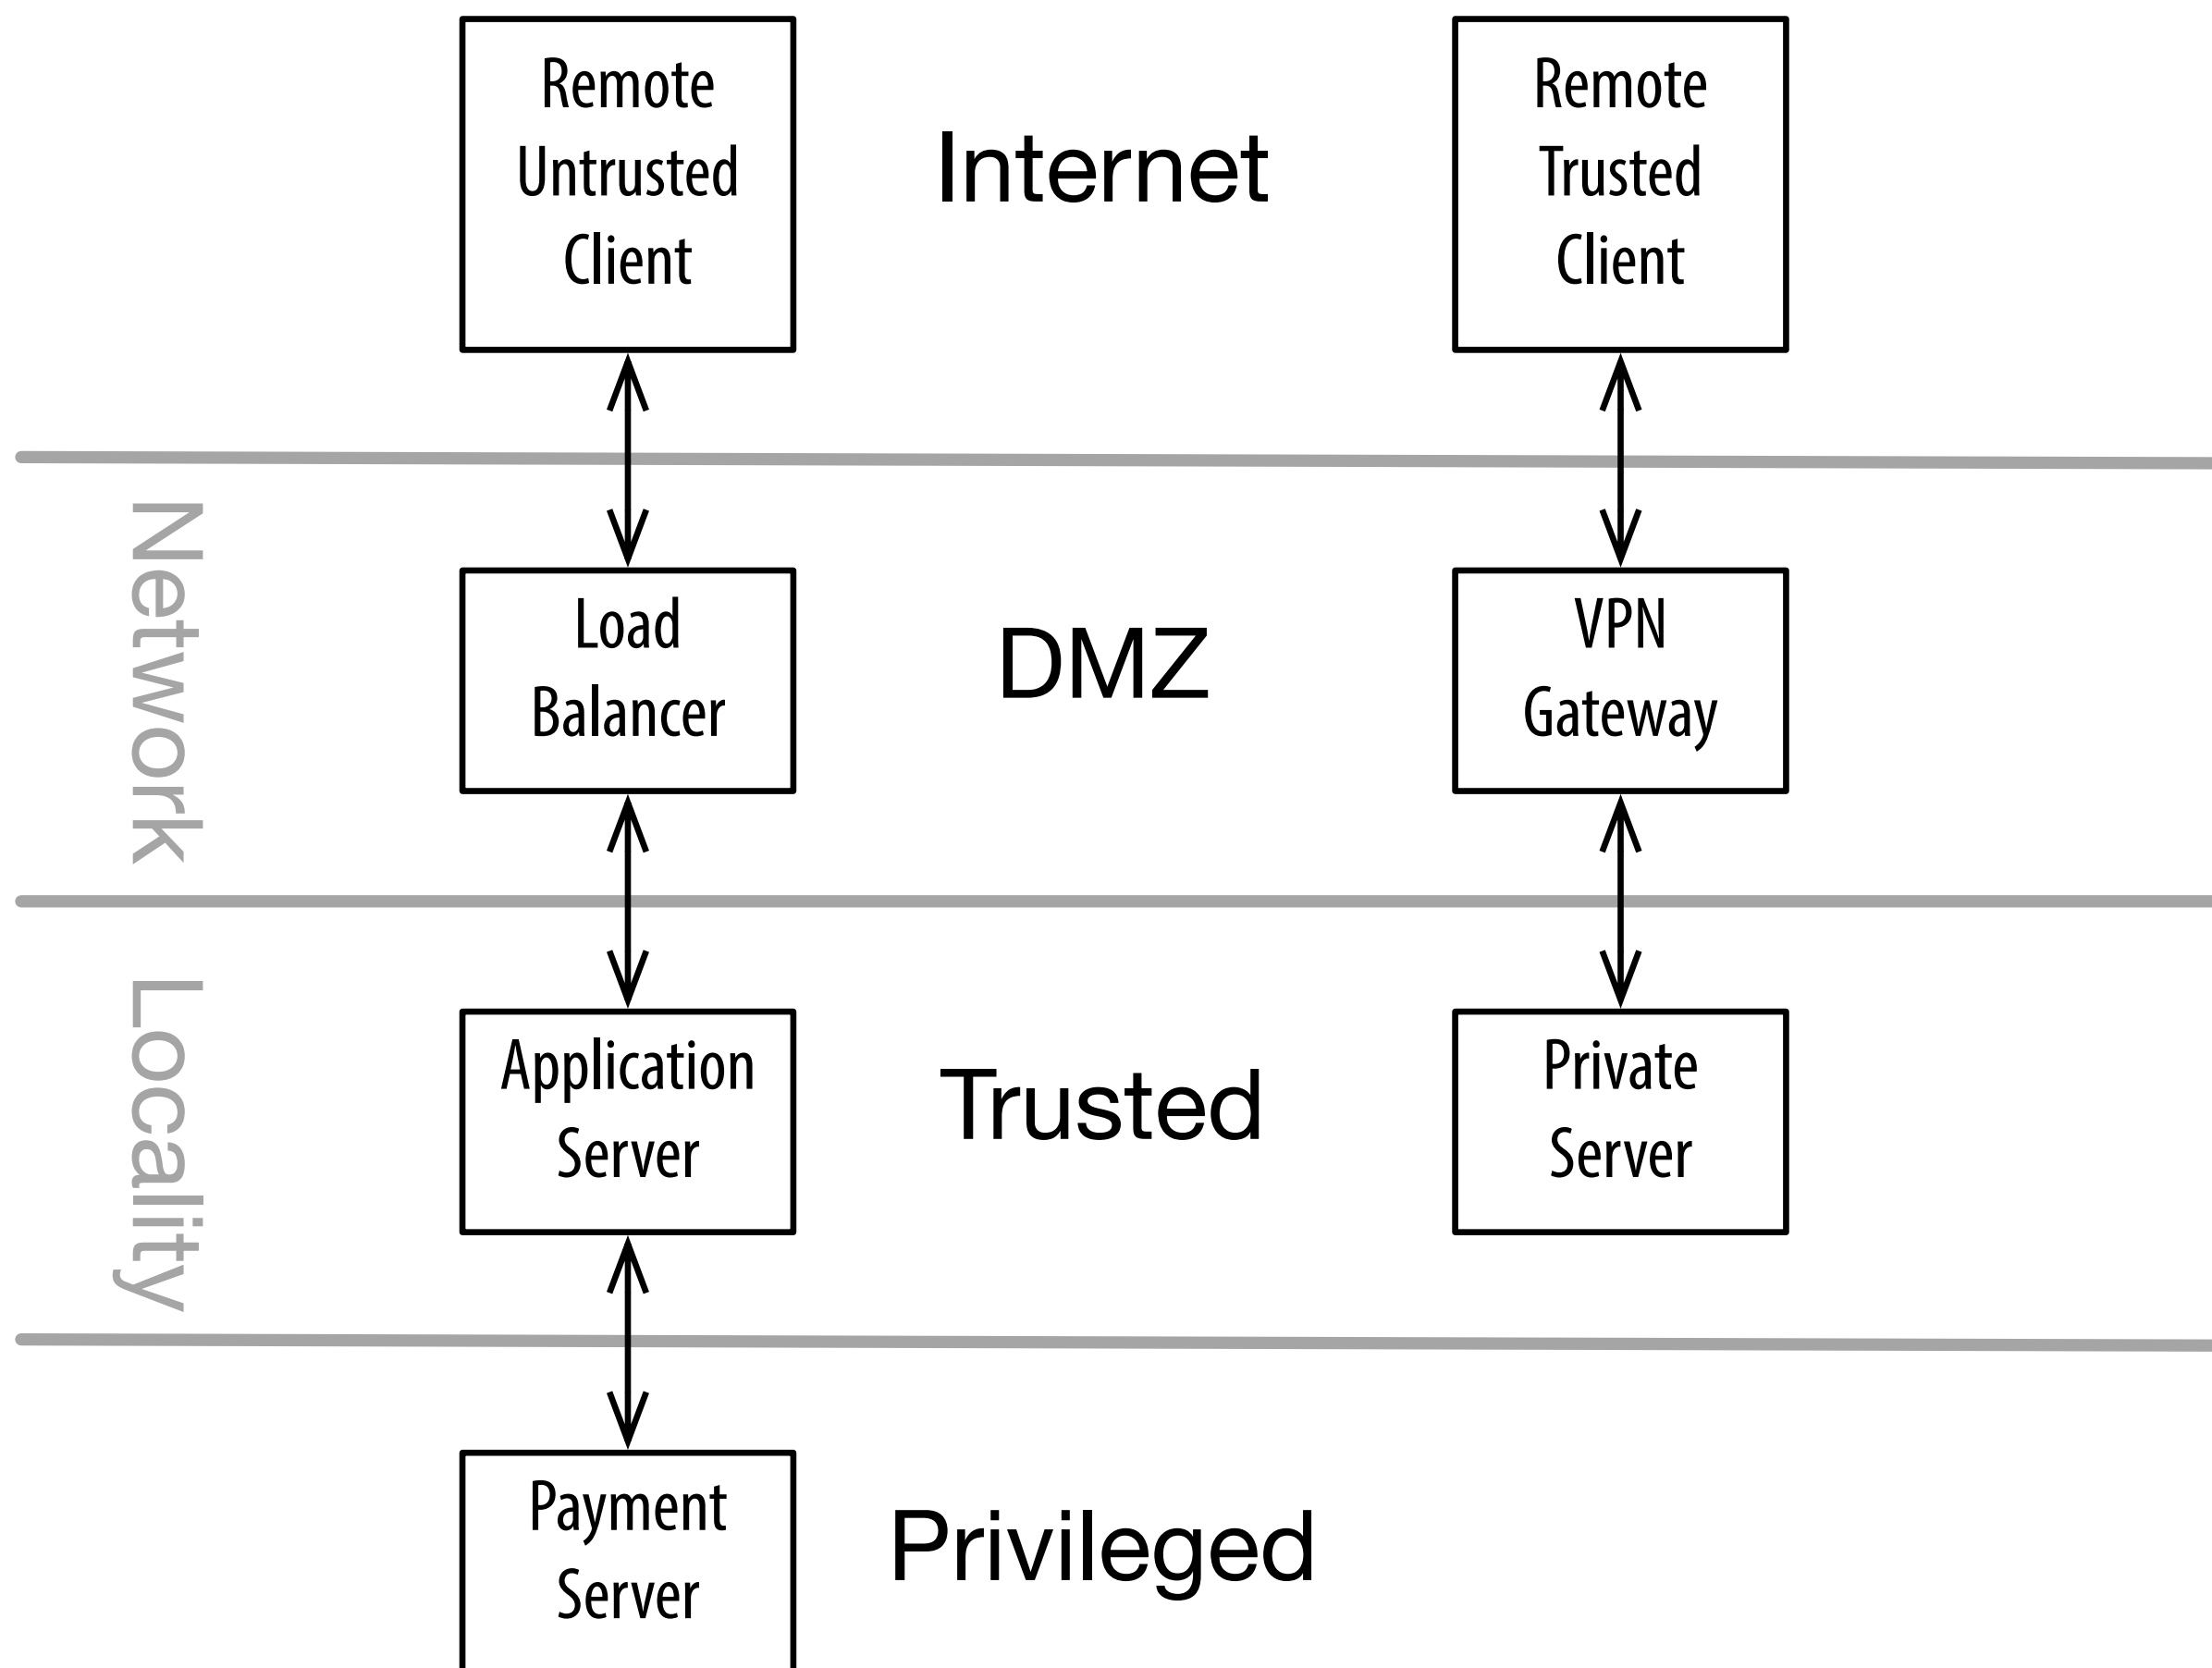 Remote
Untrusted
Client
Internet
Remote
Trusted
Client
Network Locality
Load
Balancer
DMZ
VPN
Gateway
Application
Server
Trusted
Private
Server
Payment
Server
Privileged